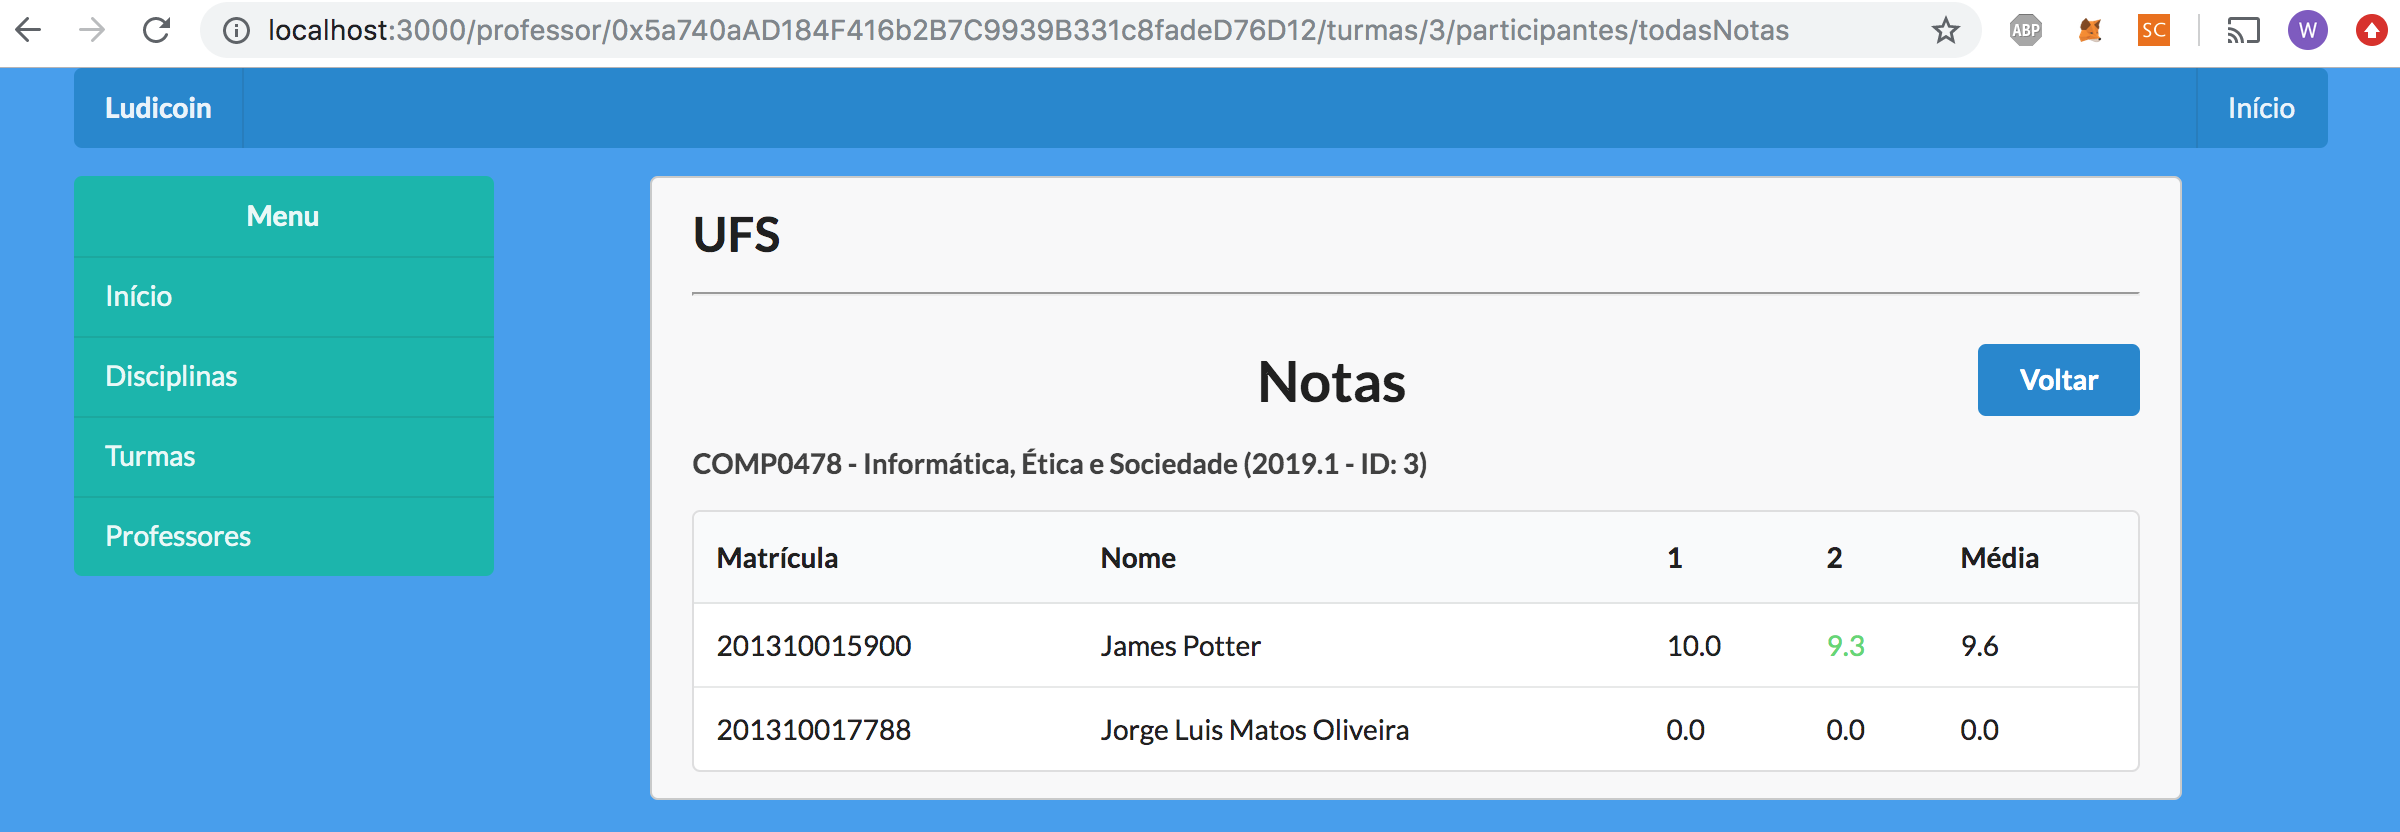 localhost:3000/professor/0x5a740aAD184F416b2B7C9939B331c8fadeD76D12/turmas/3/participantes/todasNotas
ABP
SC
W
Ludicoin
Início
Menu
Início
Disciplinas
Turmas
Professores
UFS
Notas
Voltar
COMP0478 - Informática, Ética e Sociedade (2019.1 - ID: 3)
Matrícula Nome 1 2 Média
201310015900 James Potter 10.0 9.3 9.6
201310017788 Jorge Luis Matos Oliveira 0.0 0.0 0.0